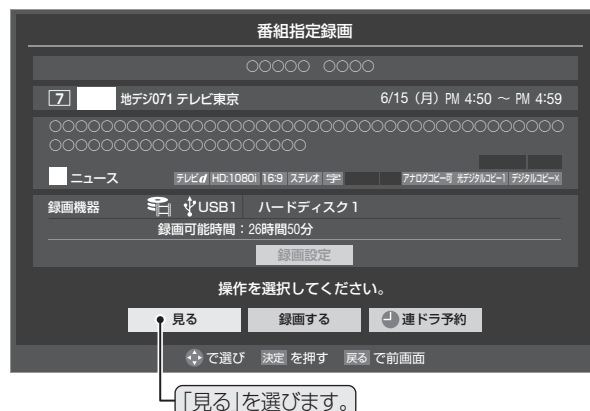 番組指定録画
○○○○○ ○○○○
7 地デジ071 テレビ東京 6/15 (月) PM 4:50 ~ PM 4:59
○○○○○○○○○○○○○○○○○○○○○○○○○○○○○○○○○○○○○○○○
○○○○○○○○○○○○○○○○○○○○
ニュース テレビd HD:1080i 16:9 ステレオ 字 アナログコピー可 光デジタルコピー1 デジタルコピー×
録画機器 USB1 ハードディスク1
録画可能時間:26時間50分
録画設定
操作を選択してください。
見る 録画する 連ドラ予約
で選び 決定 を押す 戻る で前画面
「見る」を選びます。